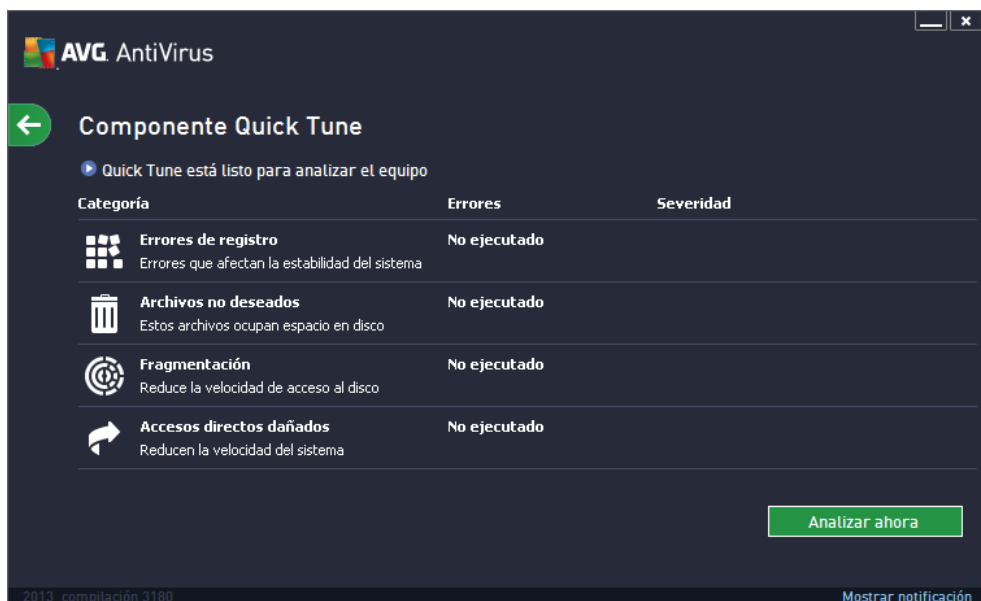 AVG. AntiVirus
Componente Quick Tune
Quick Tune está listo para analizar el equipo
Categoría Errores Severidad
Errores de registro No ejecutado
Errores que afectan la estabilidad del sistema
Archivos no deseados No ejecutado
Estos archivos ocupan espacio en disco
Fragmentación No ejecutado
Reduce la velocidad de acceso al disco
Accesos directos dañados No ejecutado
Reducen la velocidad del sistema
Analizar ahora
2013 compilación 3180 Mostrar notificación